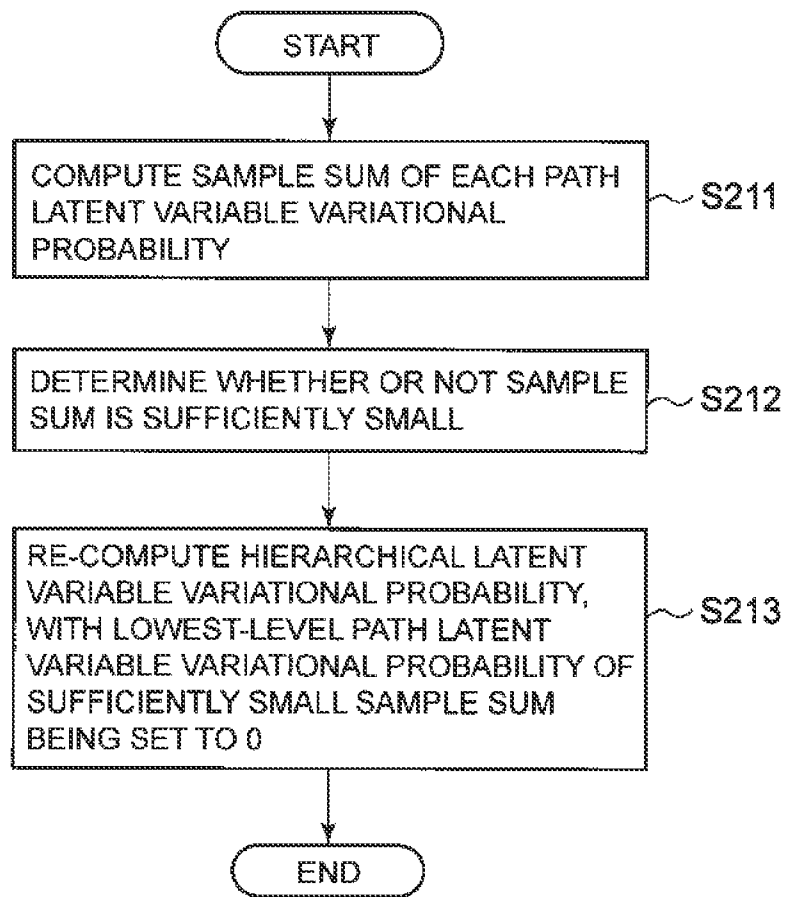 START
COMPUTE SAMPLE SUM OF EACH PATH
LATENT VARIABLE VARIATIONAL
PROBABILITY
S211
DETERMINE WHETHER OR NOT SAMPLE
SUM IS SUFFICIENTLY SMALL
S212
RE-COMPUTE HIERARCHICAL LATENT
VARIABLE VARIATIONAL PROBABILITY,
WITH LOWEST-LEVEL PATH LATENT
VARIABLE VARIATIONAL PROBABILITY OF
SUFFICIENTLY SMALL SAMPLE SUM
BEING SET TO 0
S213
END